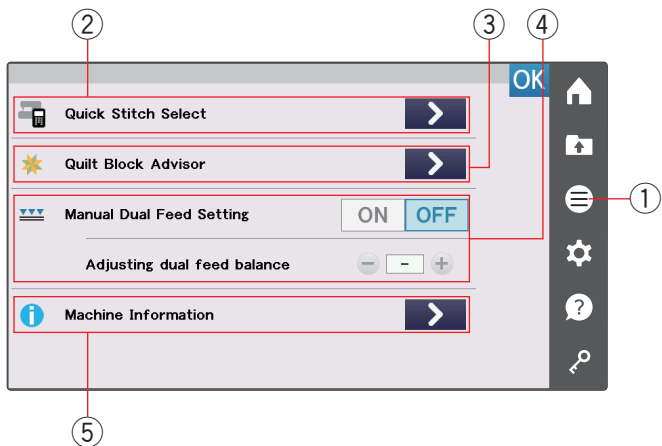 ② ③ ④
OK
Quick Stitch Select
Quilt Block Advisor
①
Manual Dual Feed Setting ON OFF
Adjusting dual feed balance - - +
?
Machine Information
⑤